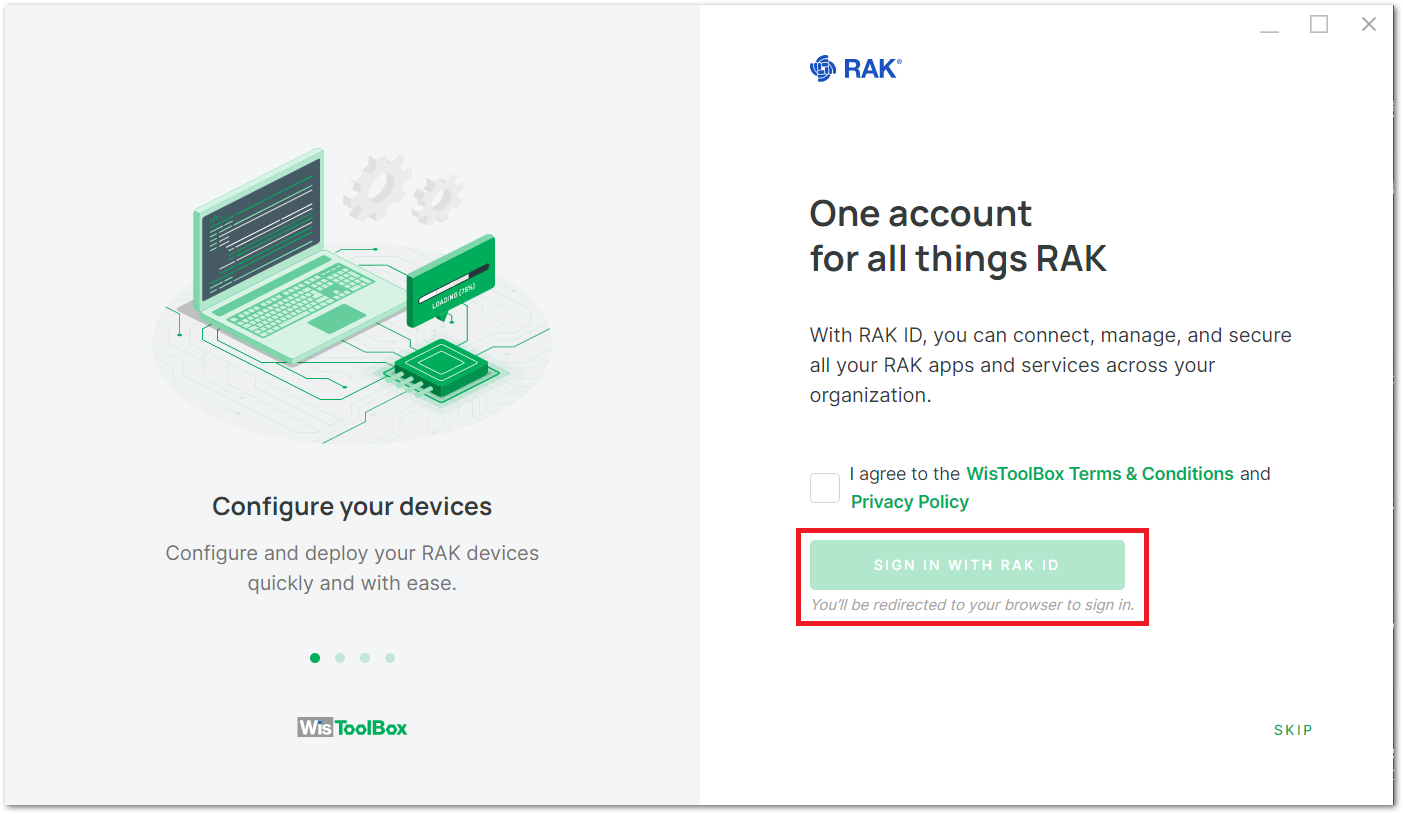 RAK®
One account
for all things RAK
With RAK ID, you can connect, manage, and secure
all your RAK apps and services across your
organization.
I agree to the WisToolBox Terms & Conditions and
Privacy Policy
SIGN IN WITH RAK ID
You'll be redirected to your browser to sign in.
SKIP
LOADING (75%)
Configure your devices
Configure and deploy your RAK devices
quickly and with ease.
WisToolBox